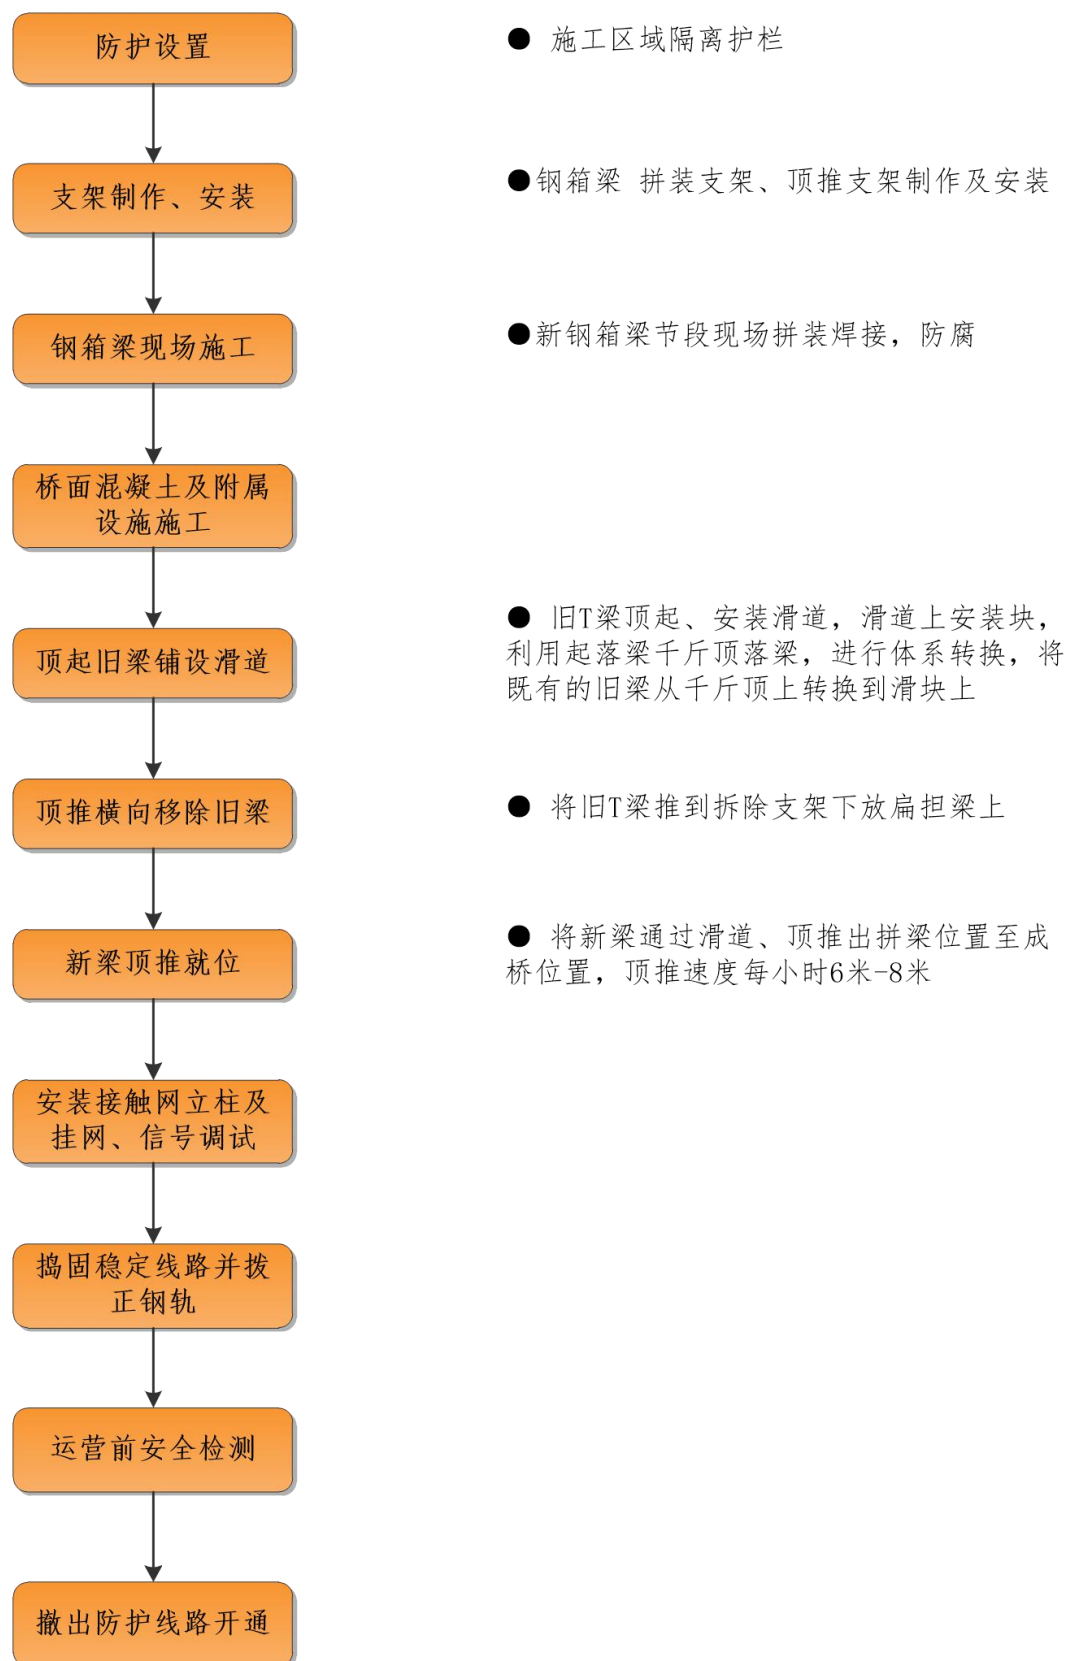 防护设置
● 施工区域隔离护栏
支架制作、安装
●钢箱梁 拼装支架、顶推支架制作及安装
钢箱梁现场施工
●新钢箱梁节段现场拼装焊接，防腐
桥面混凝土及附属
设施施工
顶起旧梁铺设滑道
● 旧T梁顶起、安装滑道，滑道上安装块，
利用起落梁千斤顶落梁，进行体系转换，将
既有的旧梁从千斤顶上转换到滑块上
顶推横向移除旧梁
● 将旧T梁推到拆除支架下放扁担梁上
新梁顶推就位
● 将新梁通过滑道、顶推出拼梁位置至成
桥位置，顶推速度每小时6米-8米
安装接触网立柱及
挂网、信号调试
捣固稳定线路并拨
正钢轨
运营前安全检测
撤出防护线路开通